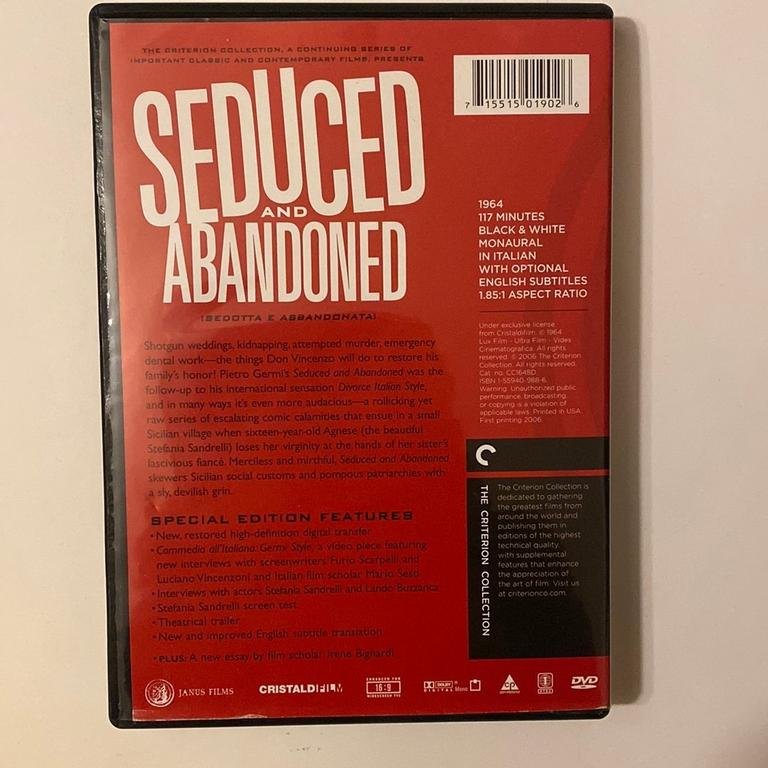 THE CRITERION COLLECTION, A CONTINUING SERIES OF
IMPORTANT CLASSIC AND CONTEMPORARY FILMS, PRESENTS
SEDUCED
AND
ABANDONED
(SEDOTTA E ABBANDONATA)
Shotgun weddings, kidnapping, attempted murder, emergency
dental work—the things Don Vincenzo will do to restore his
family's honor! Pietro Germi's Seduced and Abandoned was the
follow-up to his international sensation Divorce Italian Style,
and in many ways it's even more audacious—a rollicking yet
raw series of escalating comic calamities that ensue in a small
Sicilian village when sixteen-year-old Agnese (the beautiful
Stefania Sandrelli) loses her virginity at the hands of her sister's
lascivious fiancé. Merciless and mirthful, Seduced and Abandoned
skewers Sicilian social customs and pompous patriarchies with
a sly, devilish grin.
SPECIAL EDITION FEATURES
• New, restored high-definition digital transfer
• Commedia all'italiana: Germi Style, a video piece featuring
new interviews with screenwriters Furio Scarpelli and
Luciano Vincenzoni and Italian film scholar Mario Sesti
• Interviews with actors Stefania Sandrelli and Lando Buzzanca
• Stefania Sandrelli screen test
• Theatrical trailer
• New and improved English subtitle translation
• PLUS: A new essay by film scholar Irene Bignardi
7 15515 01902 6
1964
117 MINUTES
BLACK & WHITE
MONAURAL
IN ITALIAN
WITH OPTIONAL
ENGLISH SUBTITLES
1.85:1 ASPECT RATIO
Under exclusive license
from Cristaldifilm. © 1964
Lux Film - Ultra Film - Vides
Cinematografica. All rights
reserved. © 2006 The Criterion
Collection. All rights reserved.
Cat. no. CC1648D.
ISBN 1-55940-988-6.
Warning: Unauthorized public
performance, broadcasting,
or copying is a violation of
applicable laws. Printed in USA.
First printing 2006.
THE CRITERION COLLECTION
The Criterion Collection is
dedicated to gathering
the greatest films from
around the world and
publishing them in
editions of the highest
technical quality,
with supplemental
features that enhance
the appreciation of
the art of film. Visit us
at criterionco.com.
JANUS FILMS
CRISTALDIFILM
ENHANCED FOR
16:9
WIDESCREEN TVS
DOLBY
DIGITAL Mono
DVD